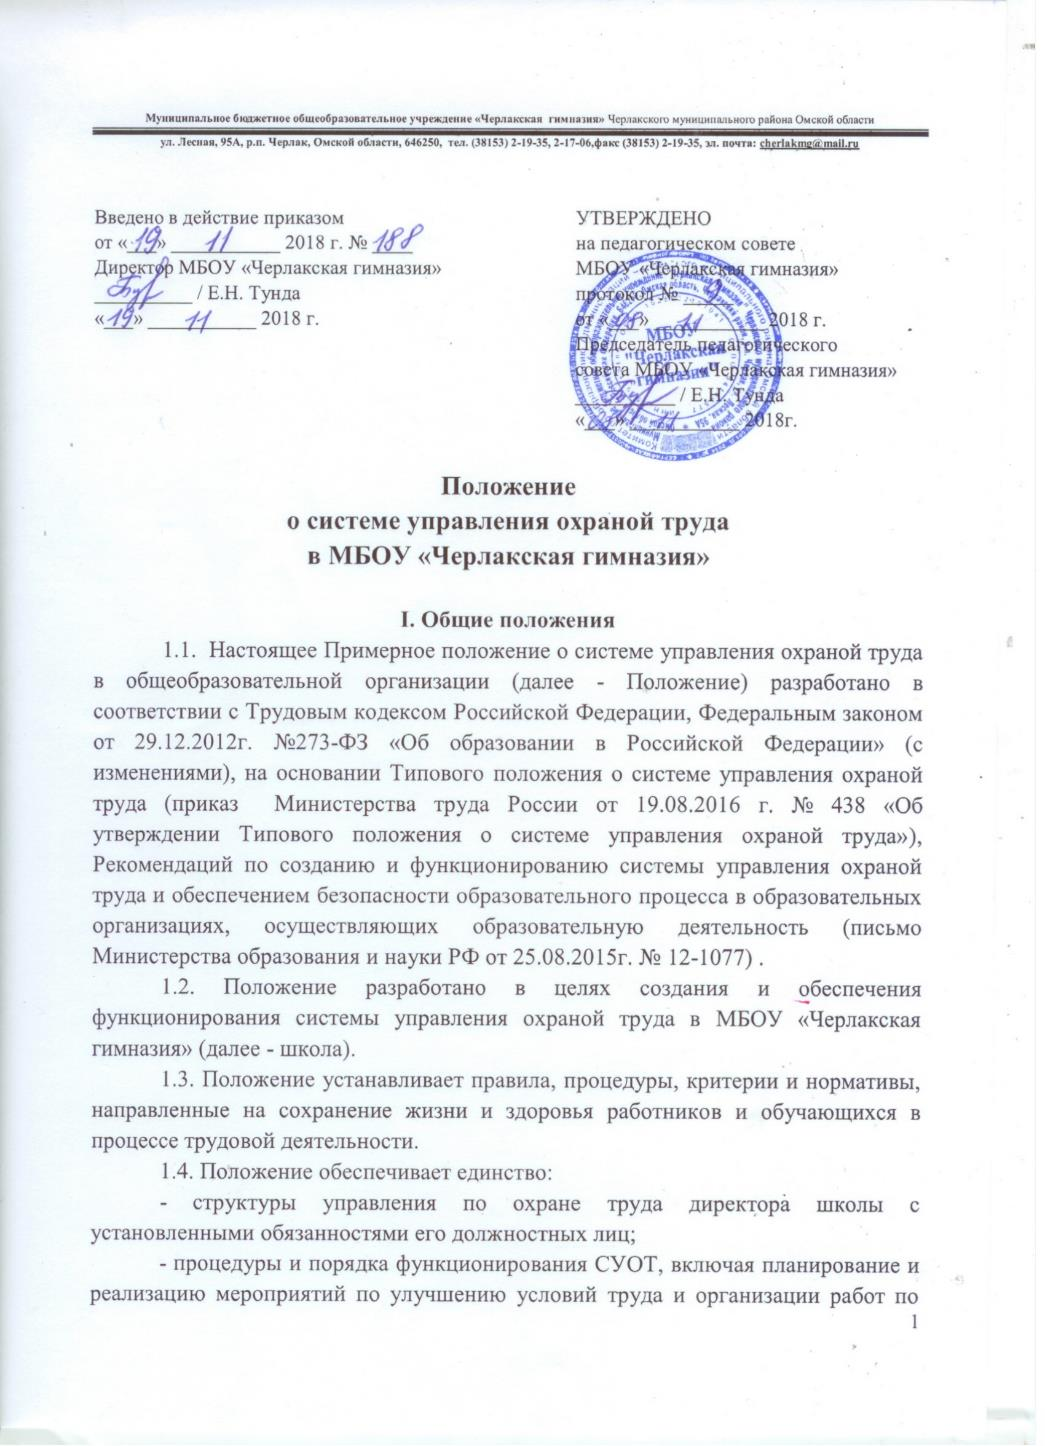 Муниципальное бюджетное общеобразовательное учреждение «Черлакская гимназия» Черлакского муниципального района Омской области
ул. Лесная, 95А, р.п. Черлак, Омской области, 646250, тел. (38153) 2-19-35, 2-17-06,факс (38153) 2-19-35, эл. почта: cherlakmg@mail.ru
Введено в действие приказом
от «19» 11 2018 г. № 188
Директор МБОУ «Черлакская гимназия»
/ Е.Н. Тунда
«19» 11 2018 г.
УТВЕРЖДЕНО
на педагогическом совете
МБОУ «Черлакская гимназия»
протокол №
от « » 11 2018 г.
Председатель педагогического
совета МБОУ «Черлакская гимназия»
/ Е.Н. Тунда
« » 11 2018г.
МБОУ
"Черлакская
гимназия"
Положение
о системе управления охраной труда
в МБОУ «Черлакская гимназия»
I. Общие положения
1.1. Настоящее Примерное положение о системе управления охраной труда
в общеобразовательной организации (далее - Положение) разработано в
соответствии с Трудовым кодексом Российской Федерации, Федеральным законом
от 29.12.2012г. №273-ФЗ «Об образовании в Российской Федерации» (с
изменениями), на основании Типового положения о системе управления охраной
труда (приказ Министерства труда России от 19.08.2016 г. № 438 «Об
утверждении Типового положения о системе управления охраной труда»),
Рекомендаций по созданию и функционированию системы управления охраной
труда и обеспечением безопасности образовательного процесса в образовательных
организациях, осуществляющих образовательную деятельность (письмо
Министерства образования и науки РФ от 25.08.2015г. № 12-1077) .
1.2. Положение разработано в целях создания и обеспечения
функционирования системы управления охраной труда в МБОУ «Черлакская
гимназия» (далее - школа).
1.3. Положение устанавливает правила, процедуры, критерии и нормативы,
направленные на сохранение жизни и здоровья работников и обучающихся в
процессе трудовой деятельности.
1.4. Положение обеспечивает единство:
- структуры управления по охране труда директора школы с
установленными обязанностями его должностных лиц;
- процедуры и порядка функционирования СУОТ, включая планирование и
реализацию мероприятий по улучшению условий труда и организации работ по
1